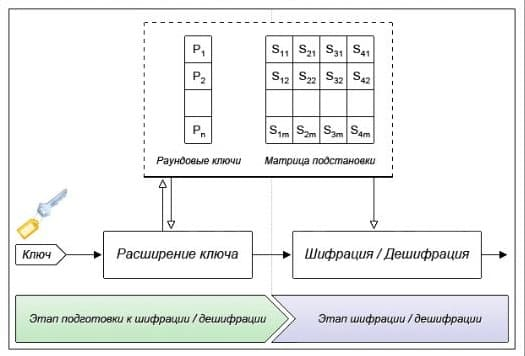 P1
P2
Pn
S11 S21 S31 S41
S12 S22 S32 S42
S1m S2m S3m S4m
Раундовые ключи
Матрица подстановки
Ключ
Расширение ключа
Шифрация / Дешифрация
Этап подготовки к шифрации / дешифрации
Этап шифрации / дешифрации